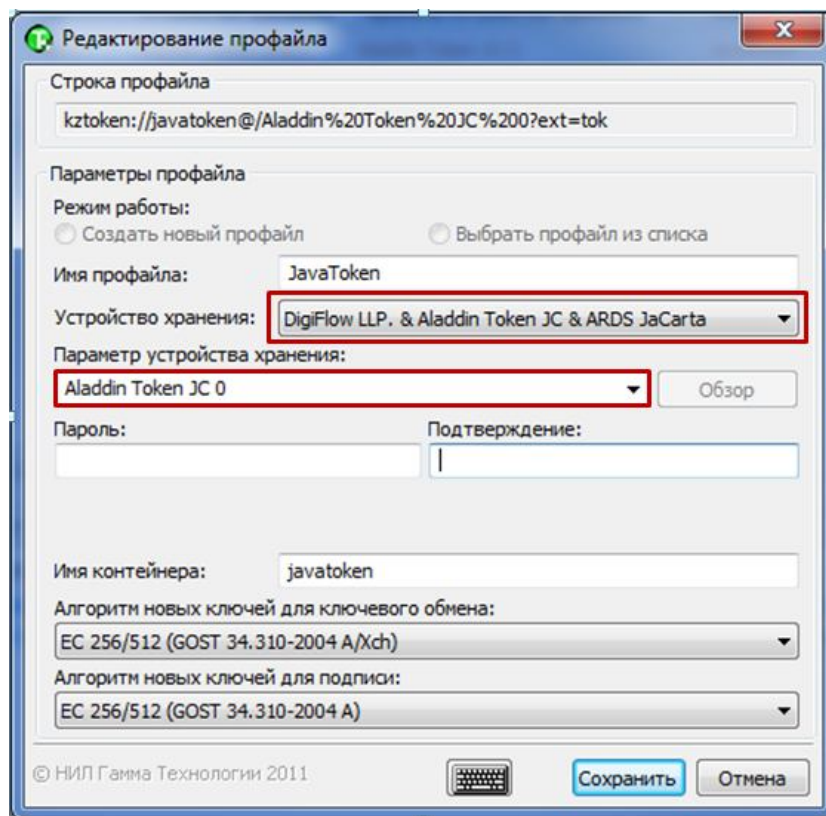 Редактирование профайла
Строка профайла
kztoken://javatoken@/Aladdin%20Token%20JC%200?ext=tok
Параметры профайла
Режим работы:
Создать новый профайл Выбрать профайл из списка
Имя профайла: JavaToken
Устройство хранения: DigiFlow LLP. & Aladdin Token JC & ARDS JaCarta
Параметр устройства хранения:
Aladdin Token JC 0 Обзор
Пароль: Подтверждение:
Имя контейнера: javatoken
Алгоритм новых ключей для ключевого обмена:
EC 256/512 (GOST 34.310-2004 A/Xch)
Алгоритм новых ключей для подписи:
EC 256/512 (GOST 34.310-2004 A)
© НИЛ Гамма Технологии 2011 Сохранить Отмена